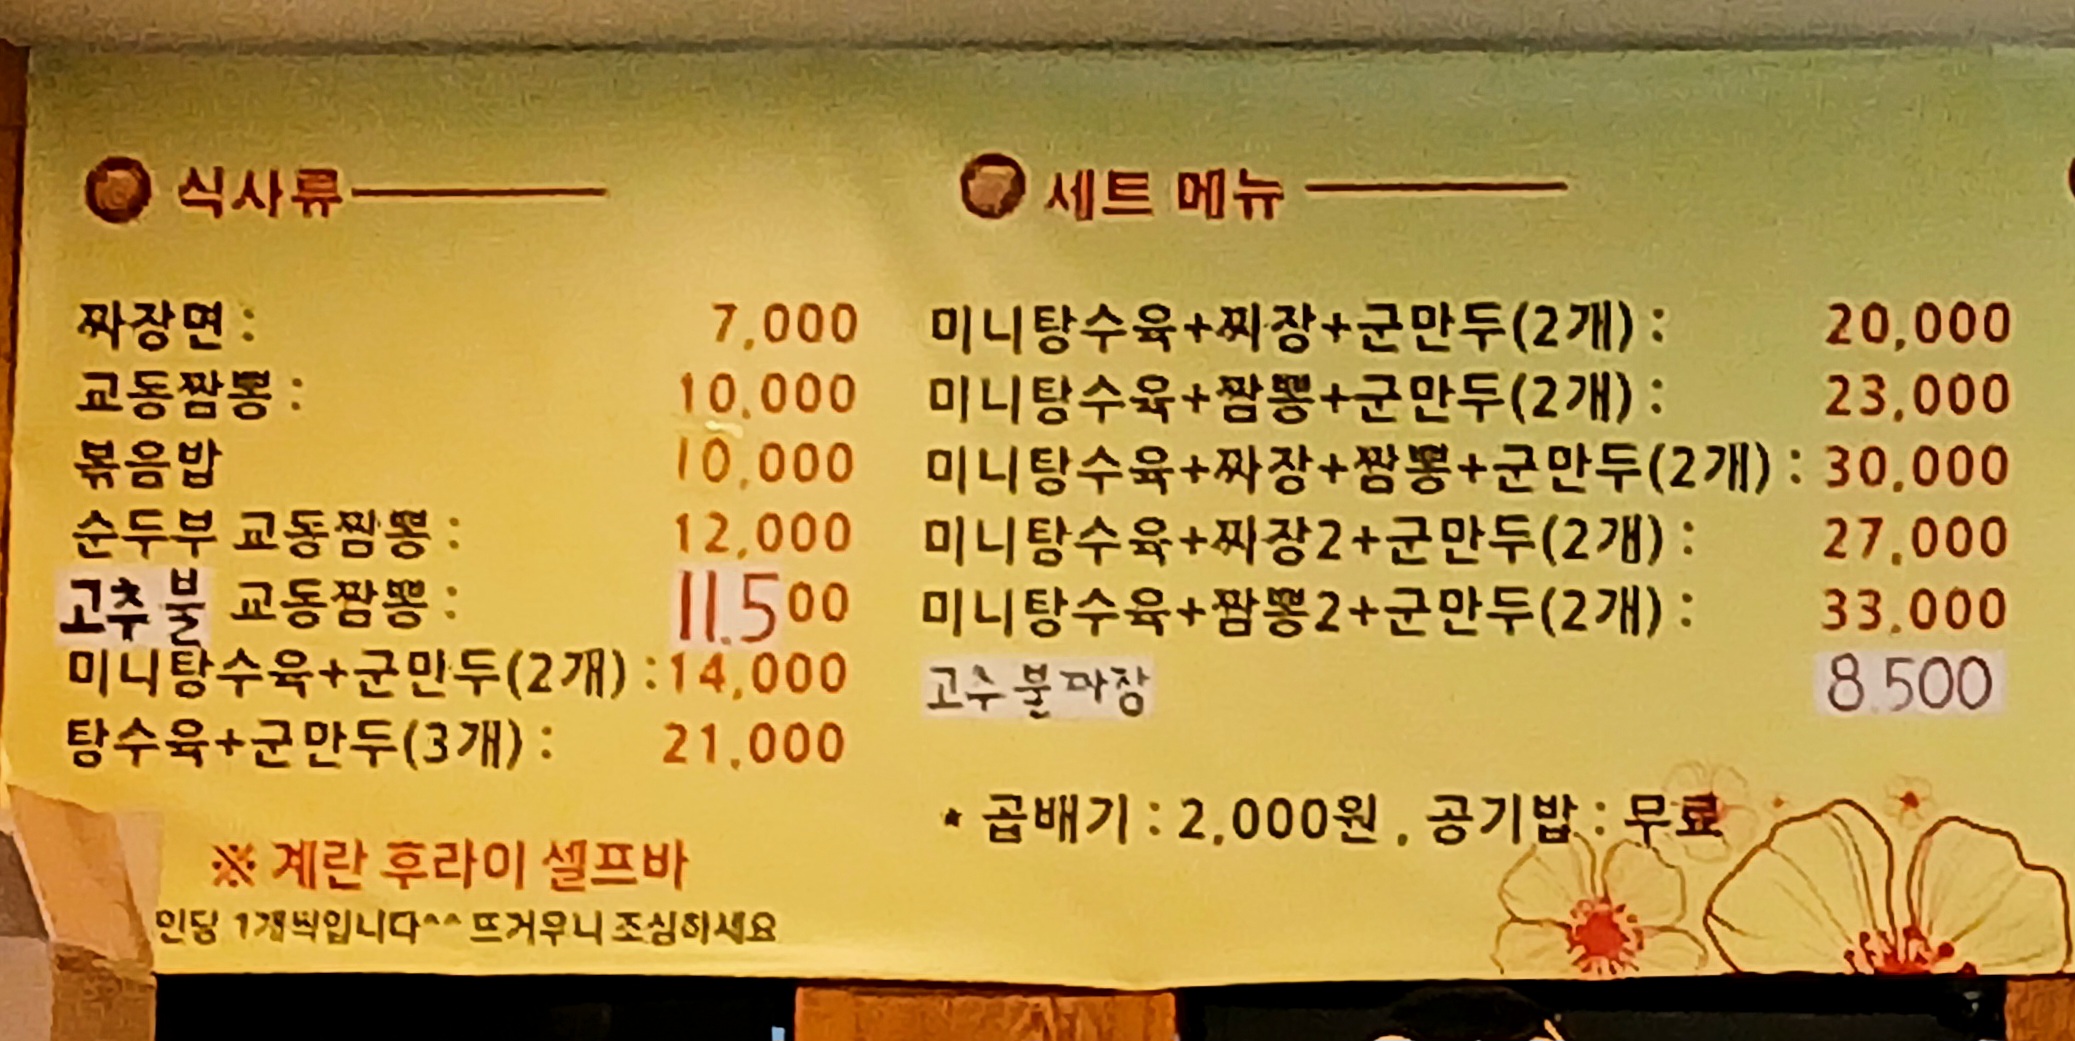 식사류
짜장면 : 7,000
교동짬뽕 : 10,000
볶음밥 10,000
순두부 교동짬뽕 : 12,000
고추불 교동짬뽕 : 11.500
미니탕수육+군만두(2개) : 14,000
탕수육+군만두(3개) : 21,000
※ 계란 후라이 셀프바
인당 1개씩입니다^^ 뜨거우니 조심하세요
세트 메뉴
미니탕수육+짜장+군만두(2개) : 20,000
미니탕수육+짬뽕+군만두(2개) : 23,000
미니탕수육+짜장+짬뽕+군만두(2개) : 30,000
미니탕수육+짜장2+군만두(2개) : 27,000
미니탕수육+짬뽕2+군만두(2개) : 33,000
고추불짜장 8.500
* 곱배기 : 2,000원 , 공기밥 : 무료